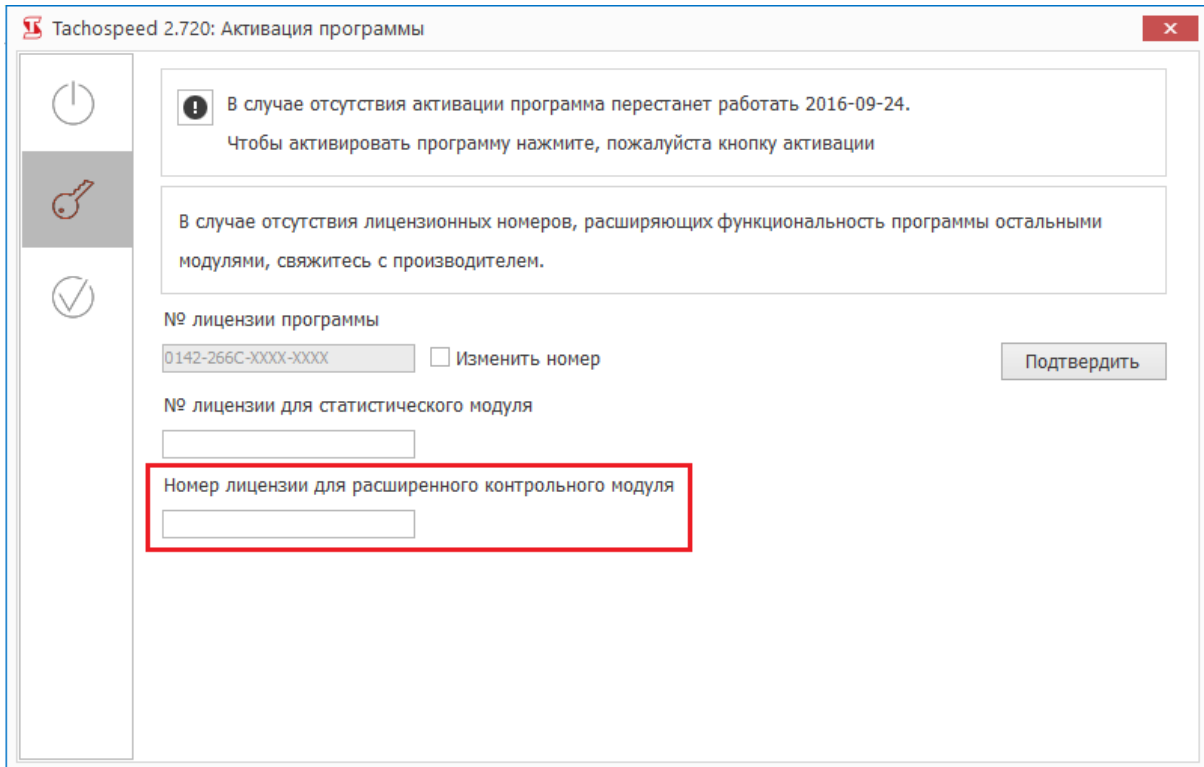 Tachospeed 2.720: Активация программы
В случае отсутствия активации программа перестанет работать 2016-09-24.
Чтобы активировать программу нажмите, пожалуйста кнопку активации
В случае отсутствия лицензионных номеров, расширяющих функциональность программы остальными
модулями, свяжитесь с производителем.
№ лицензии программы
0142-266C-XXXX-XXXX
Изменить номер
Подтвердить
№ лицензии для статистического модуля
Номер лицензии для расширенного контрольного модуля